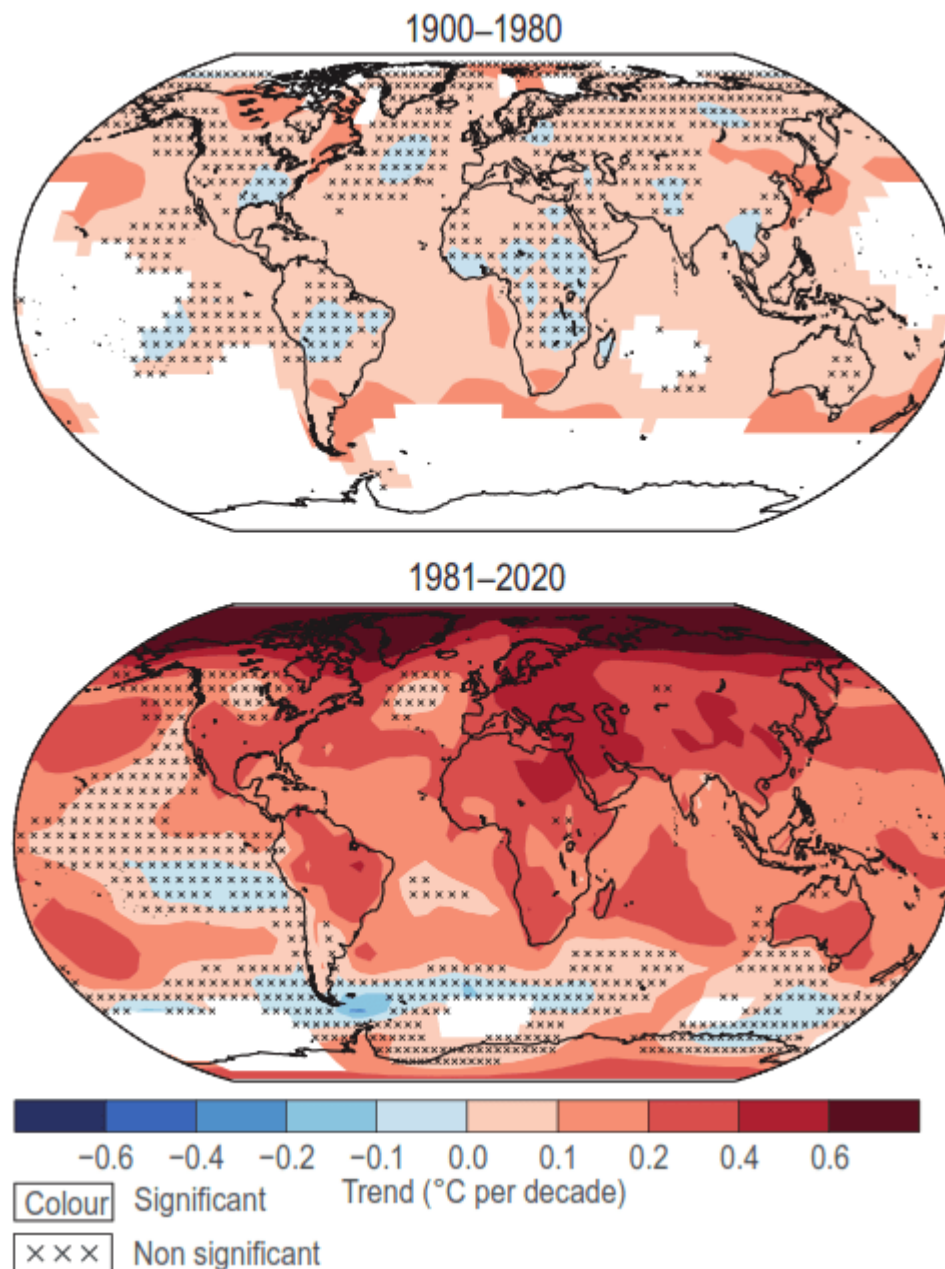 1900–1980
1981–2020
−0.6 −0.4 −0.2 −0.1 0.0 0.1 0.2 0.4 0.6
Trend (°C per decade)
Colour Significant
××× Non significant